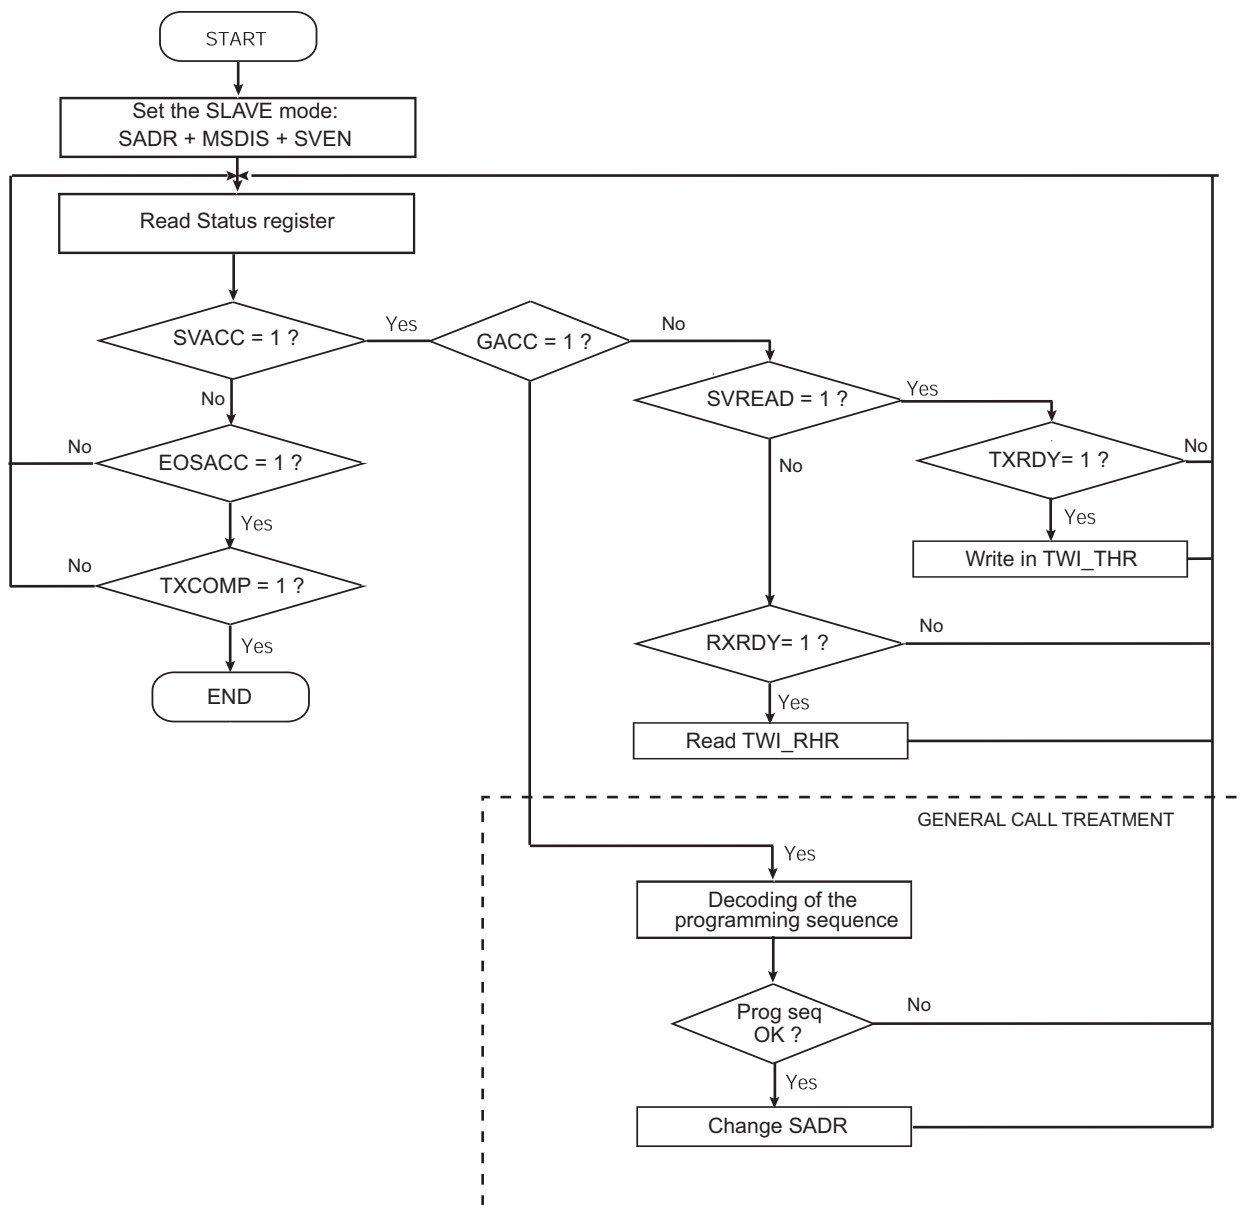 START
Set the SLAVE mode:
SADR + MSDIS + SVEN
Read Status register
SVACC = 1 ?
Yes
GACC = 1 ?
No
SVREAD = 1 ?
Yes
No
No
EOSACC = 1 ?
No
TXRDY= 1 ?
No
Yes
Yes
Write in TWI_THR
No
TXCOMP = 1 ?
RXRDY= 1 ?
No
Yes
END
Yes
Read TWI_RHR
GENERAL CALL TREATMENT
Yes
Decoding of the
programming sequence
Prog seq
OK ?
No
Yes
Change SADR